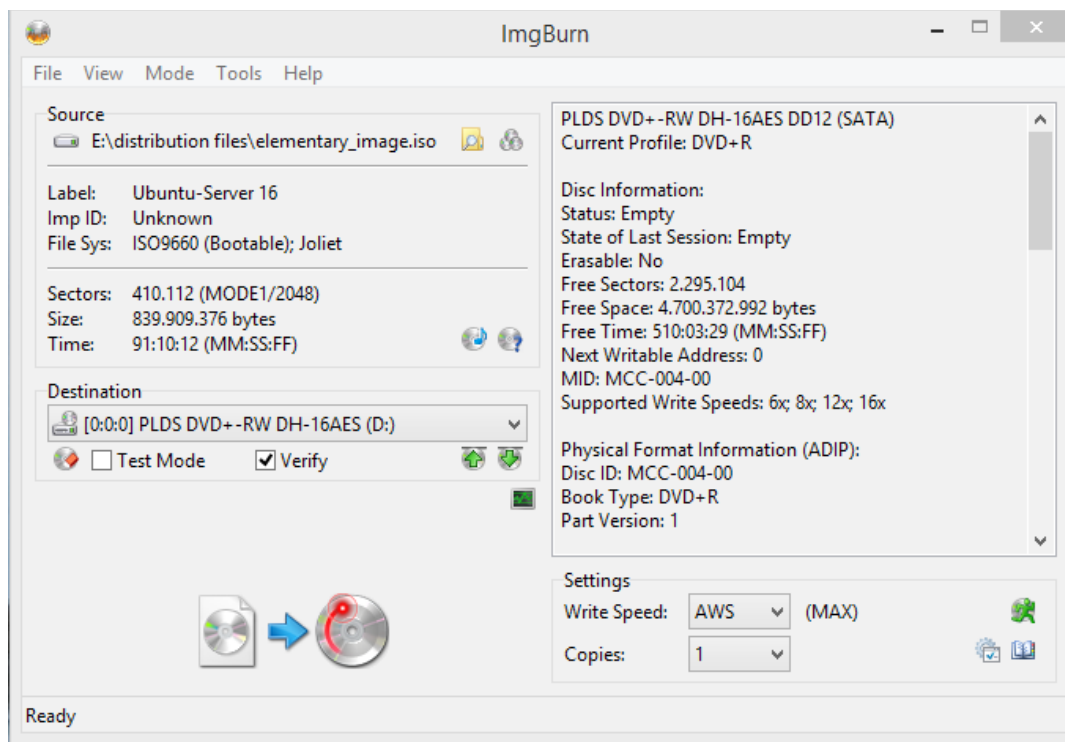 ImgBurn
File View Mode Tools Help
Source
E:\distribution files\elementary_image.iso
Label: Ubuntu-Server 16
Imp ID: Unknown
File Sys: ISO9660 (Bootable); Joliet
Sectors: 410.112 (MODE1/2048)
Size: 839.909.376 bytes
Time: 91:10:12 (MM:SS:FF)
Destination
[0:0:0] PLDS DVD+-RW DH-16AES (D:)
Test Mode Verify
PLDS DVD+-RW DH-16AES DD12 (SATA)
Current Profile: DVD+R
Disc Information:
Status: Empty
State of Last Session: Empty
Erasable: No
Free Sectors: 2.295.104
Free Space: 4.700.372.992 bytes
Free Time: 510:03:29 (MM:SS:FF)
Next Writable Address: 0
MID: MCC-004-00
Supported Write Speeds: 6x; 8x; 12x; 16x
Physical Format Information (ADIP):
Disc ID: MCC-004-00
Book Type: DVD+R
Part Version: 1
Settings
Write Speed: AWS (MAX)
Copies: 1
Ready